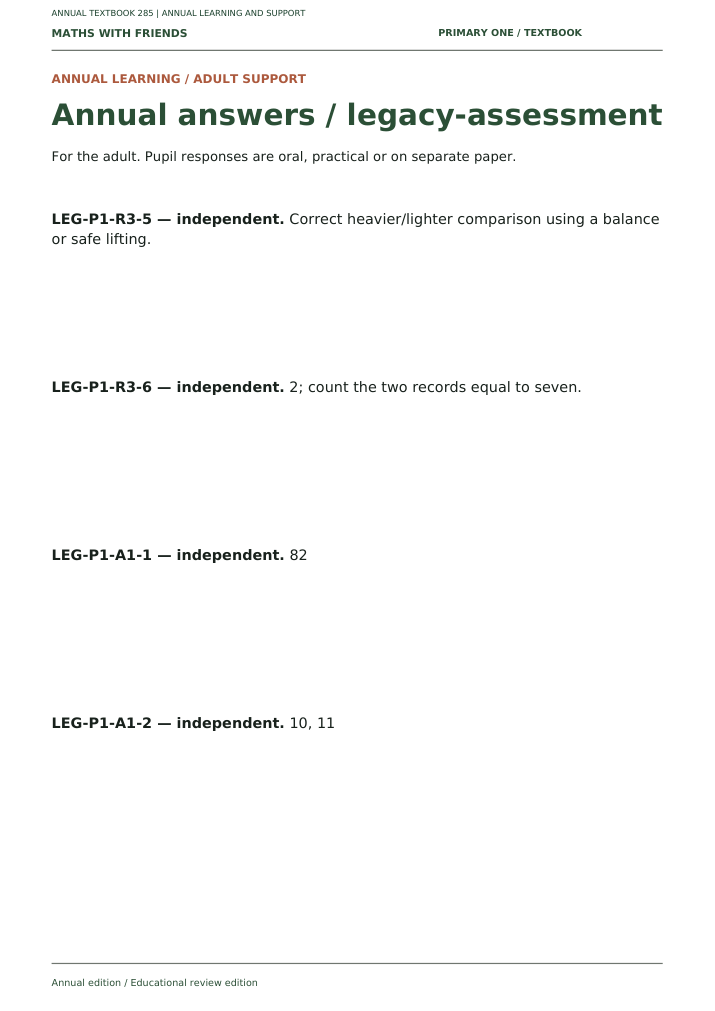 ANNUAL TEXTBOOK 285 | ANNUAL LEARNING AND SUPPORT
MATHS WITH FRIENDS
PRIMARY ONE / TEXTBOOK
ANNUAL LEARNING / ADULT SUPPORT
Annual answers / legacy-assessment
For the adult. Pupil responses are oral, practical or on separate paper.
LEG-P1-R3-5 — independent. Correct heavier/lighter comparison using a balance
or safe lifting.
LEG-P1-R3-6 — independent. 2; count the two records equal to seven.
LEG-P1-A1-1 — independent. 82
LEG-P1-A1-2 — independent. 10, 11
Annual edition / Educational review edition